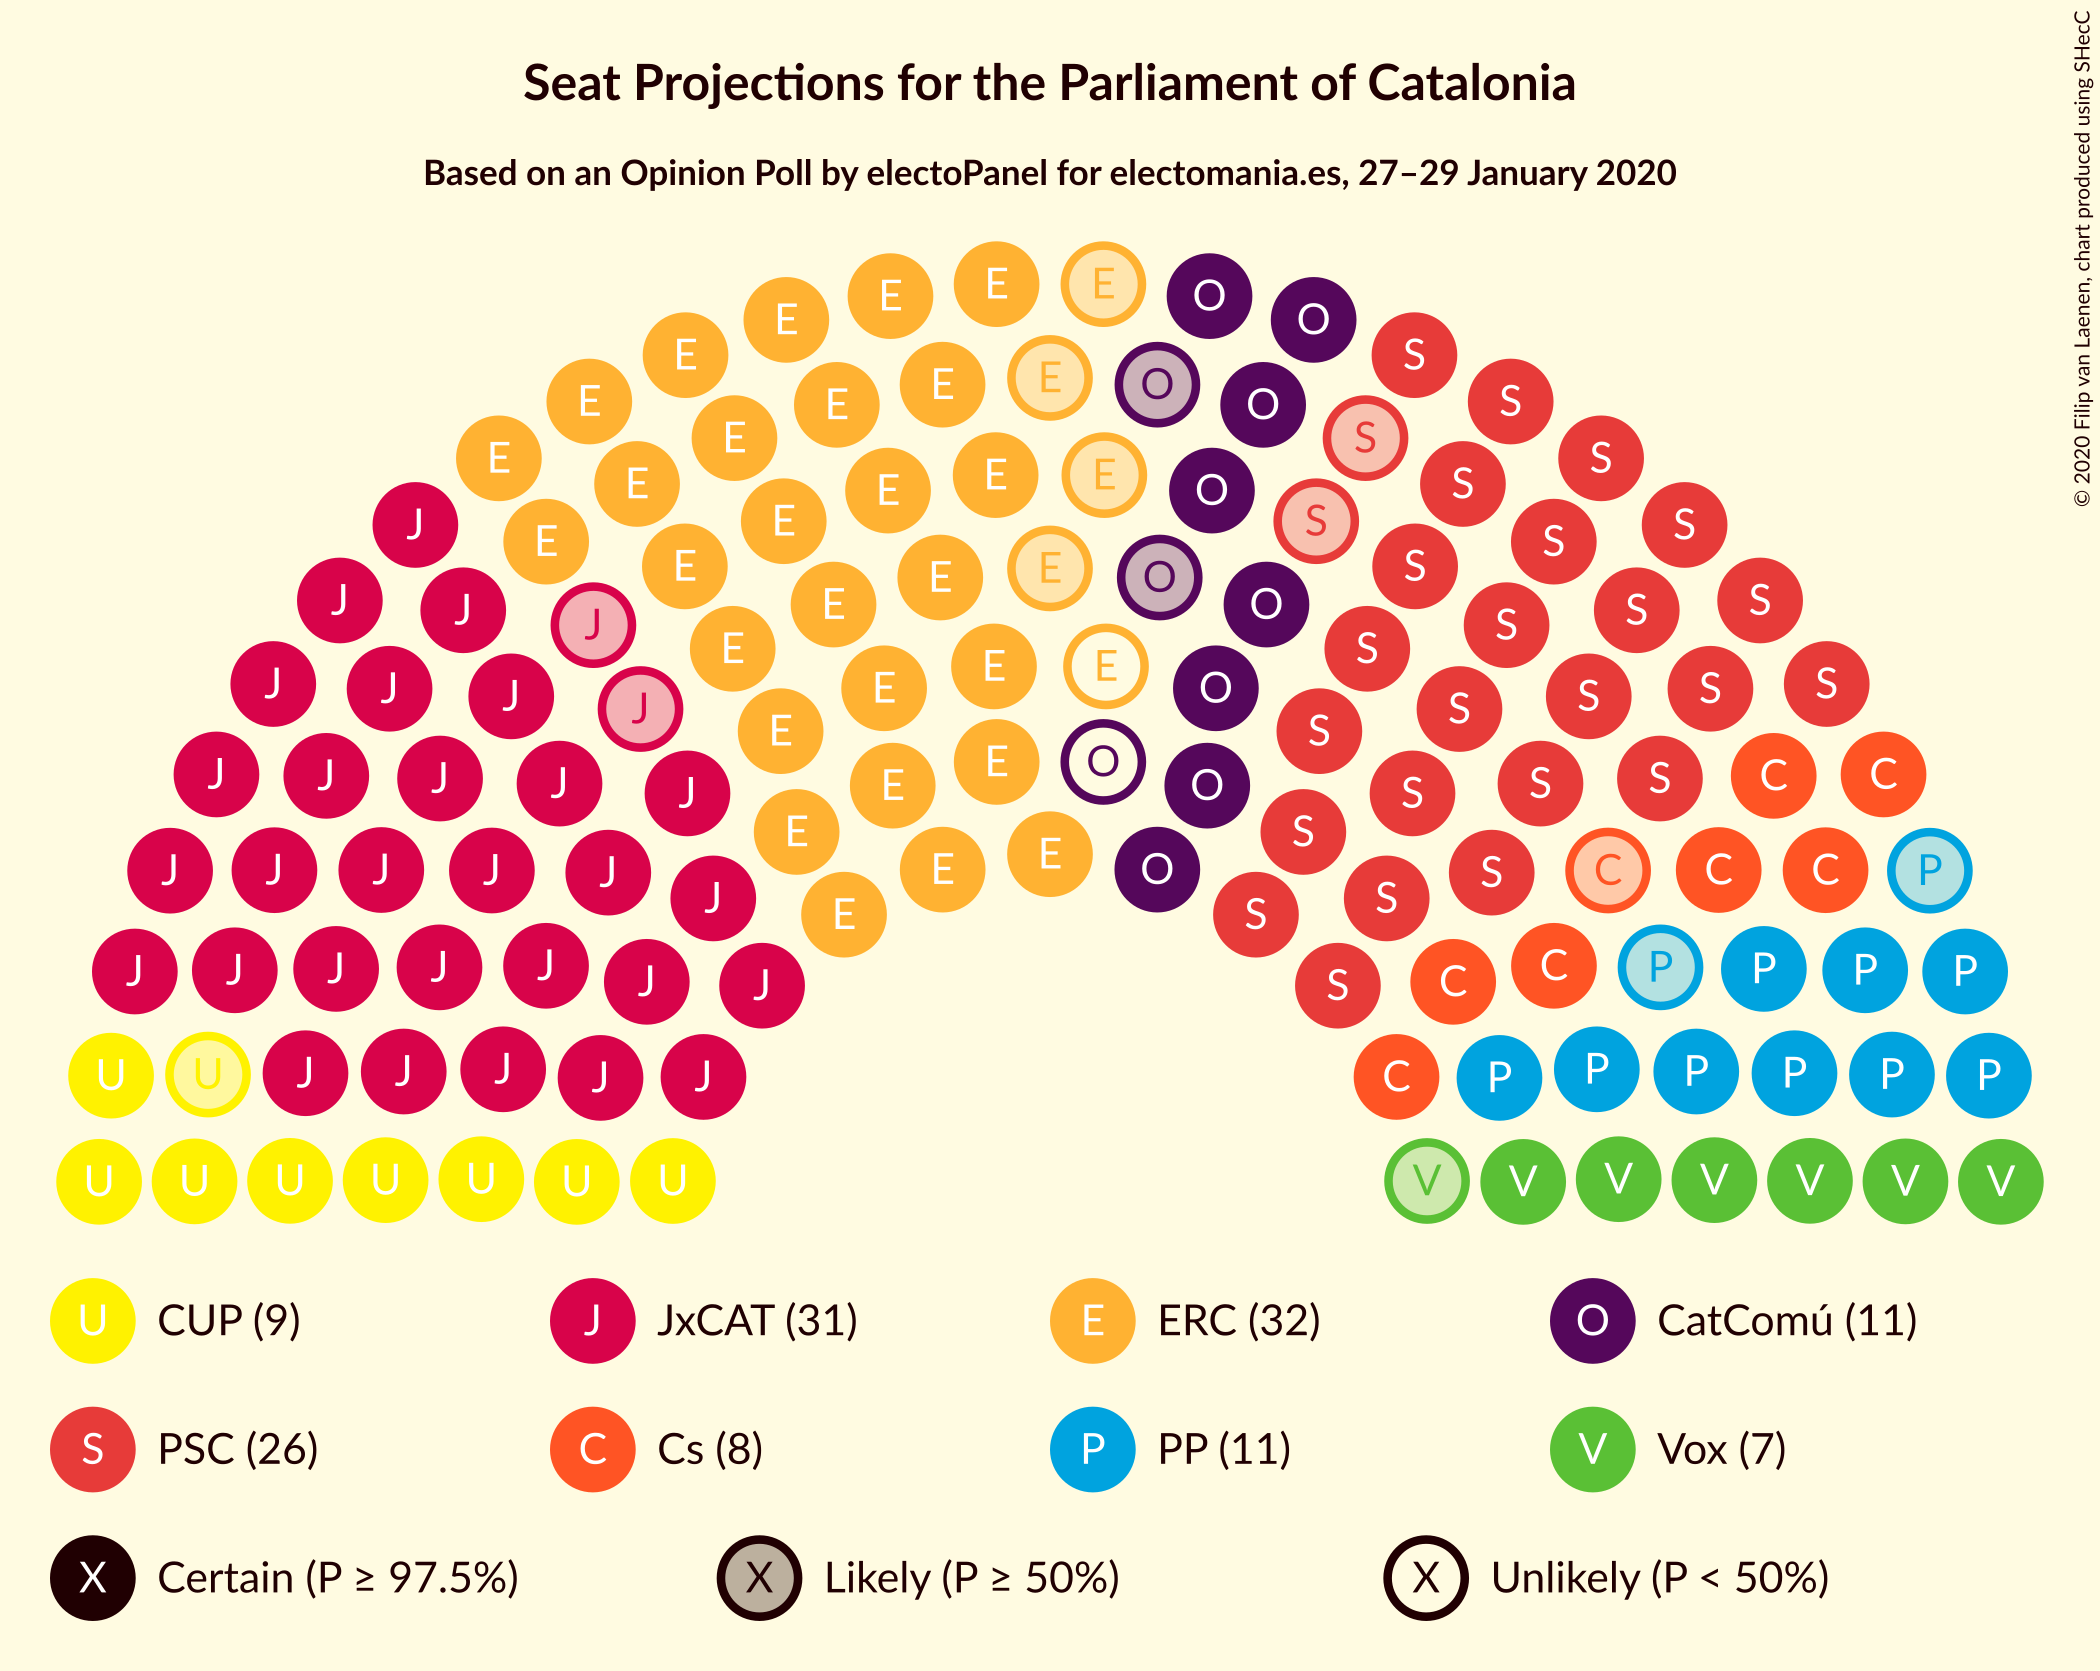 Seat Projections for the Parliament of Catalonia
Based on an Opinion Poll by electoPanel for electomania.es, 27–29 January 2020
© 2020 Filip van Laenen, chart produced using SHecC
E E O O
E E S
E E E O O S
E E S S
E E E O S S
J E E E S S S
E E E O O
J J J E E S S S S
E E E
J J J J E O S S S S
E E O
J J J J J E O S S S S C C
E S
J J J J J J E E O S S S C C C P
E S
J J J J J J J S C C P P P P
U U J J J J J C P P P P P P
U U U U U U U V V V V V V V
U CUP (9) J JxCAT (31) E ERC (32) O CatComú (11)
S PSC (26) C Cs (8) P PP (11) V Vox (7)
X Certain (P ≥ 97.5%) X Likely (P ≥ 50%) X Unlikely (P < 50%)